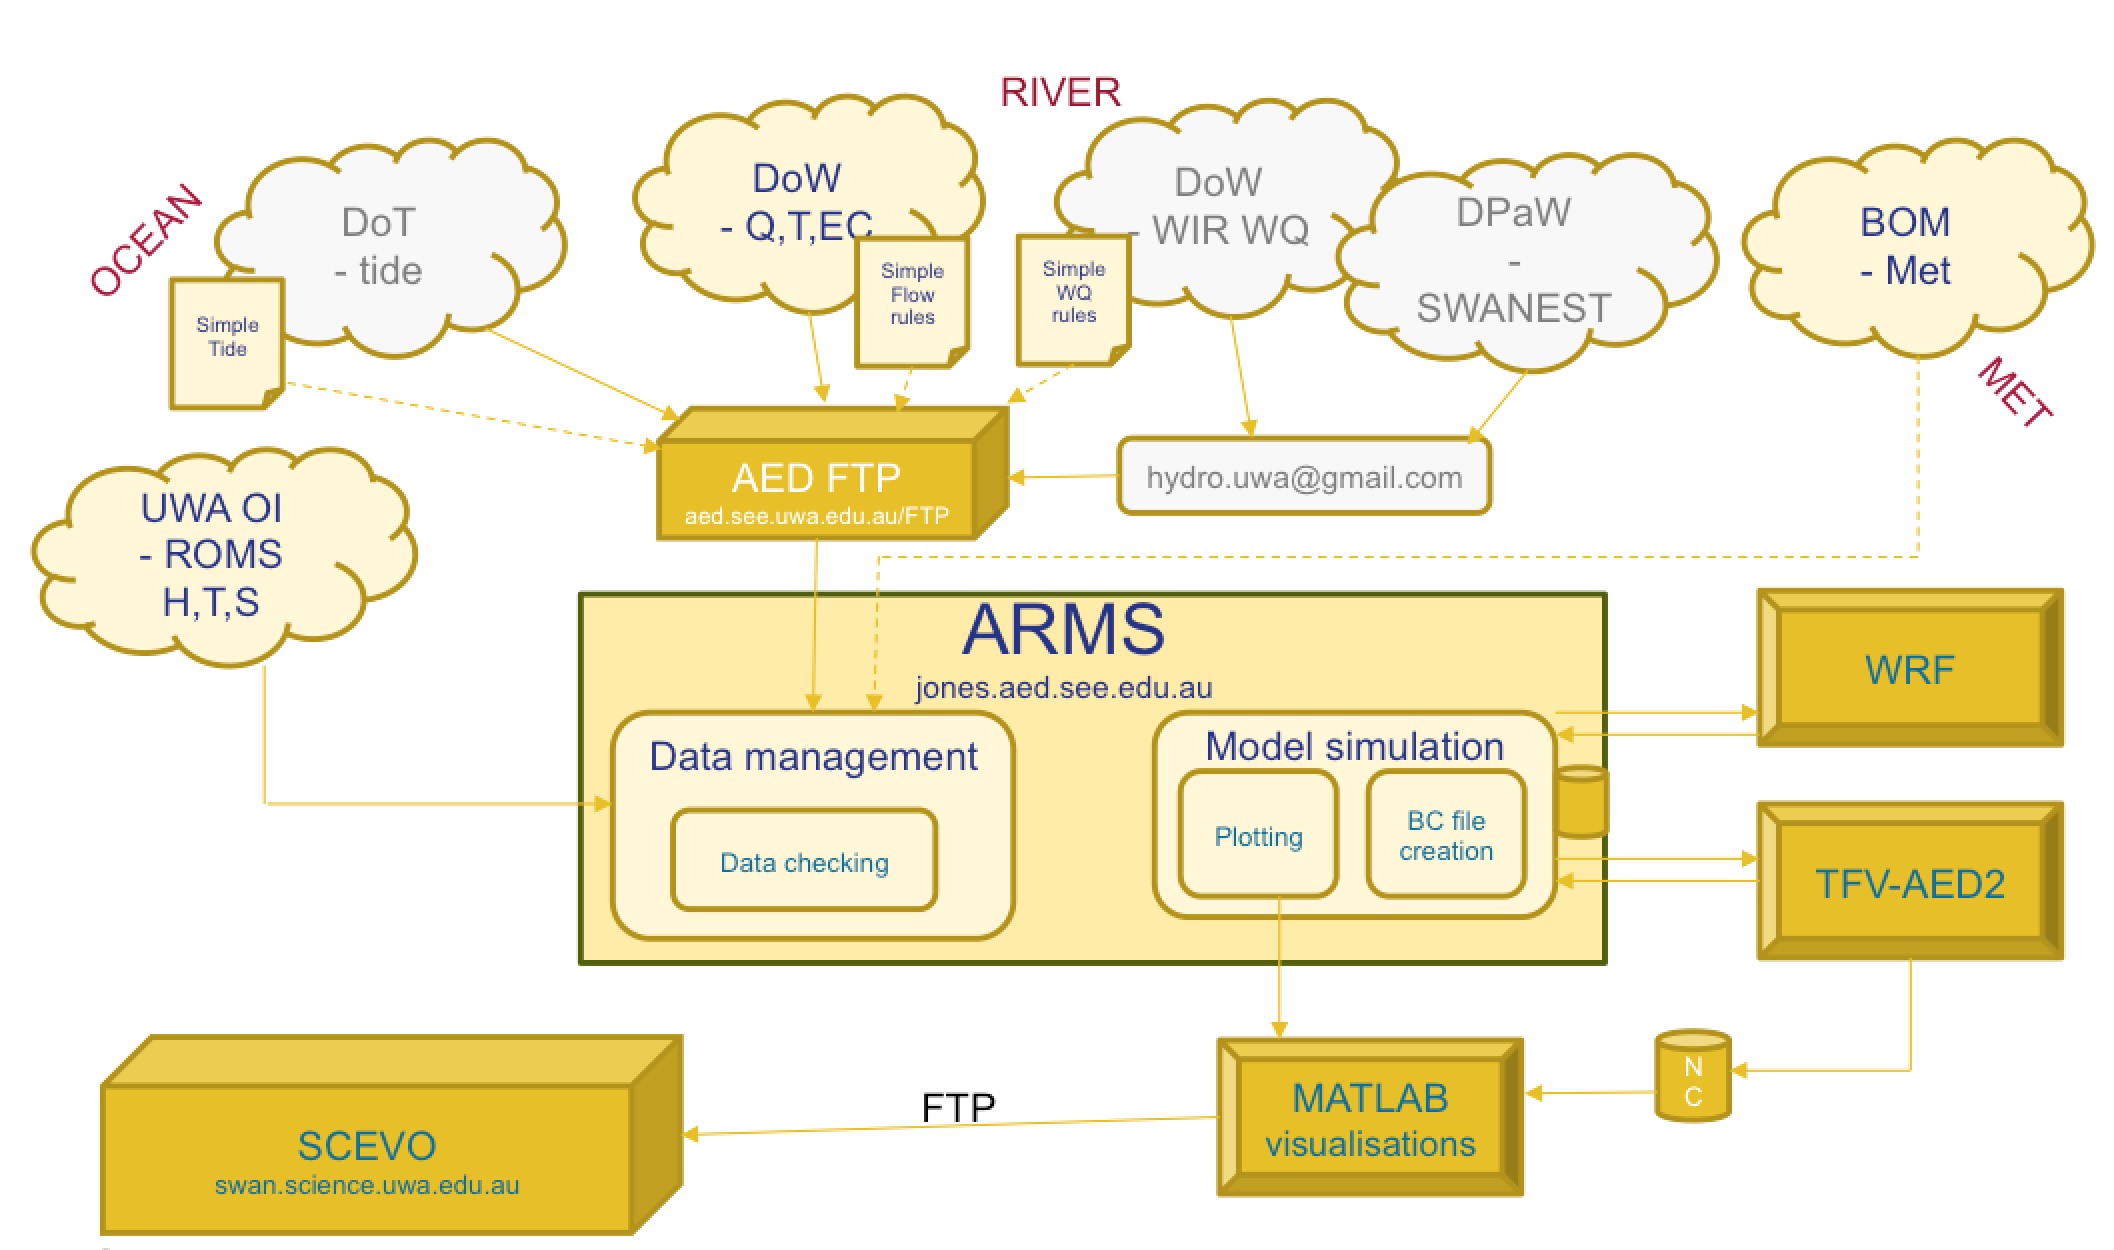 RIVER
OCEAN
DoT
- tide
Simple
Tide
DoW
- Q,T,EC
Simple
Flow
rules
Simple
WQ
rules
DoW
- WIR WQ
DPaW
-
SWANEST
BOM
- Met
MET
UWA OI
- ROMS
H,T,S
AED FTP
aed.see.uwa.edu.au/FTP
hydro.uwa@gmail.com
ARMS
jones.aed.see.edu.au
Data management
Data checking
Model simulation
Plotting
BC file
creation
WRF
TFV-AED2
N
C
MATLAB
visualisations
FTP
SCEVO
swan.science.uwa.edu.au